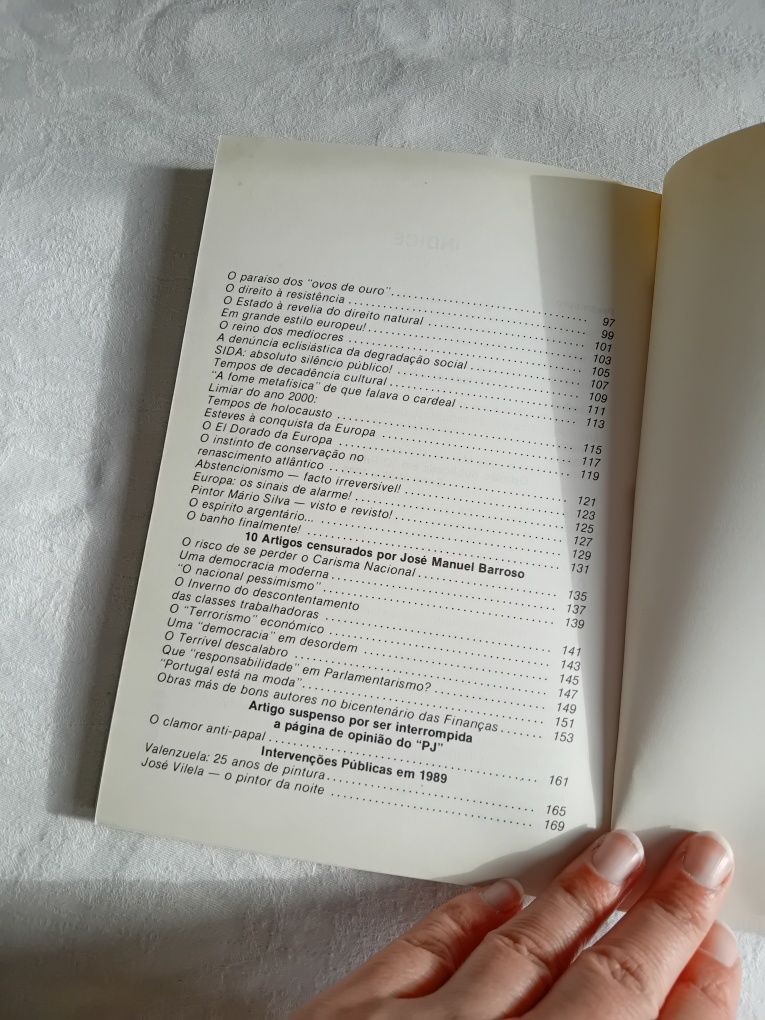 O paraíso dos "ovos de ouro" 97
O direito à resistência 99
O Estado à revelia do direito natural 101
Em grande estilo europeu! 103
O reino dos medíocres 105
A denúncia eclisiástica da degradação social 107
SIDA: absoluto silêncio público! 109
Tempos de decadência cultural 111
"A fome metafísica" de que falava o cardeal 113
Limiar do ano 2000:
Tempos de holocausto 115
Esteves à conquista da Europa 117
O El Dorado da Europa 119
O instinto de conservação no
renascimento atlântico 121
Abstencionismo — facto irreversível! 123
Europa: os sinais de alarme! 125
Pintor Mário Silva — visto e revisto! 127
O espírito argentário... 129
O banho finalmente! 131
10 Artigos censurados por José Manuel Barroso
O risco de se perder o Carisma Nacional 135
Uma democracia moderna 137
"O nacional pessimismo" 139
O Inverno do descontentamento
das classes trabalhadoras 141
O "Terrorismo" económico 143
Uma "democracia" em desordem 145
O Terrível descalabro 147
Que "responsabilidade" em Parlamentarismo? 149
"Portugal está na moda" 151
Obras más de bons autores no bicentenário das Finanças 153
Artigo suspenso por ser interrompida
a página de opinião do "PJ"
O clamor anti-papal 161
Intervenções Públicas em 1989
Valenzuela: 25 anos de pintura 165
José Vilela — o pintor da noite 169